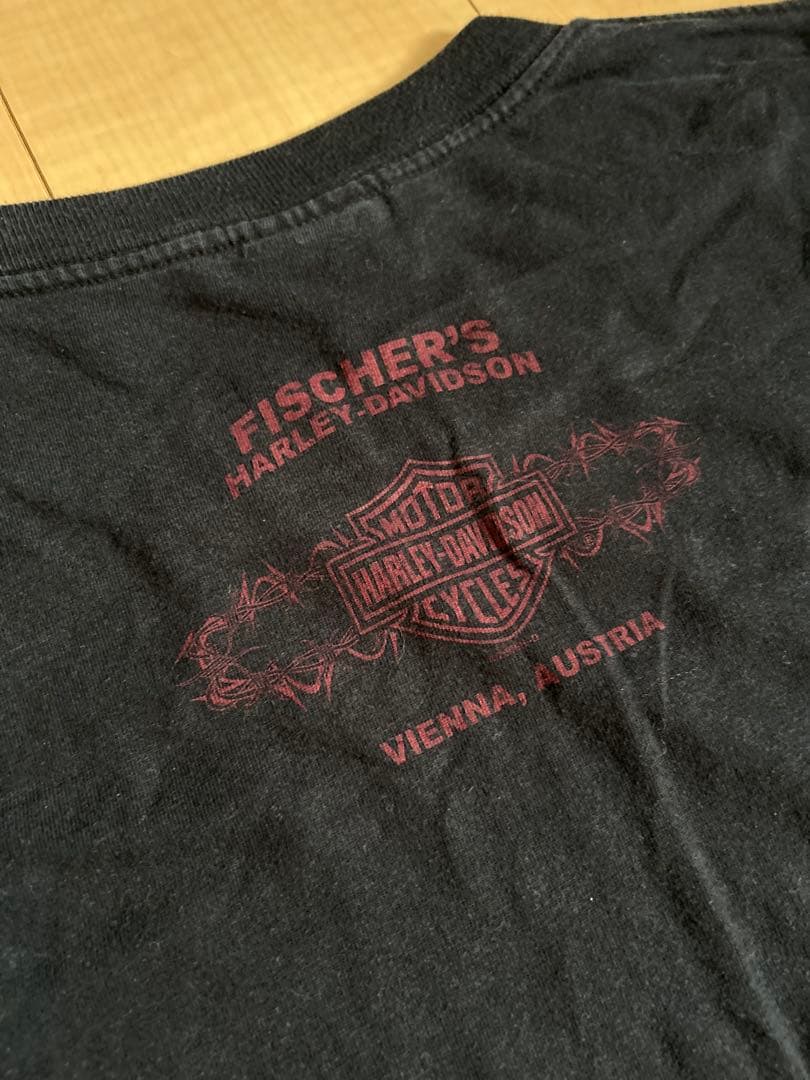 FISCHER'S
HARLEY-DAVIDSON
MOTOR
HARLEY-DAVIDSON
CYCLES
VIENNA, AUSTRIA